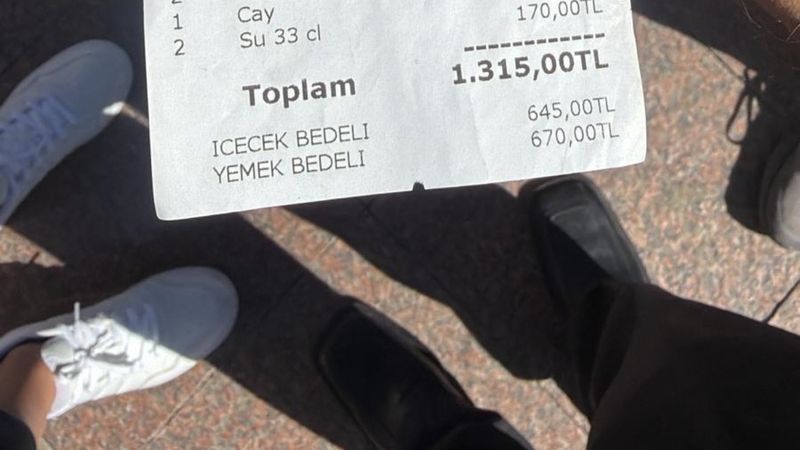 1 Cay
2 Su 33 cl 170,00TL
Toplam 1.315,00TL
ICECEK BEDELI 645,00TL
YEMEK BEDELI 670,00TL